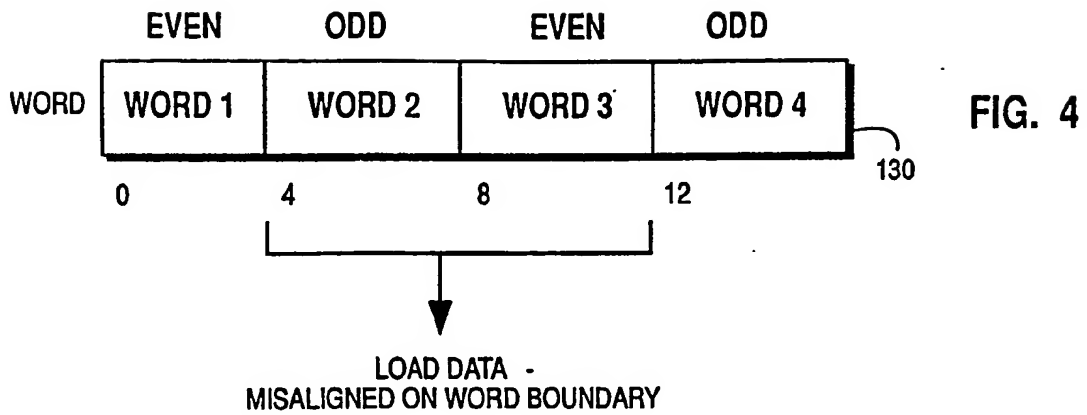 EVEN ODD EVEN ODD
WORD WORD 1 WORD 2 WORD 3 WORD 4
FIG. 4
130
0 4 8 12
LOAD DATA -
MISALIGNED ON WORD BOUNDARY